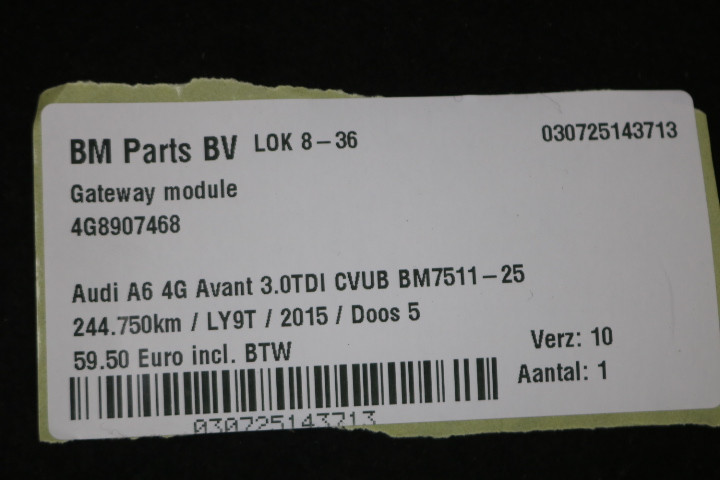 BM Parts BV LOK 8-36 030725143713
Gateway module
4G8907468
Audi A6 4G Avant 3.0TDI CVUB BM7511-25
244.750km / LY9T / 2015 / Doos 5
59.50 Euro incl. BTW Verz: 10
Aantal: 1
030725143713